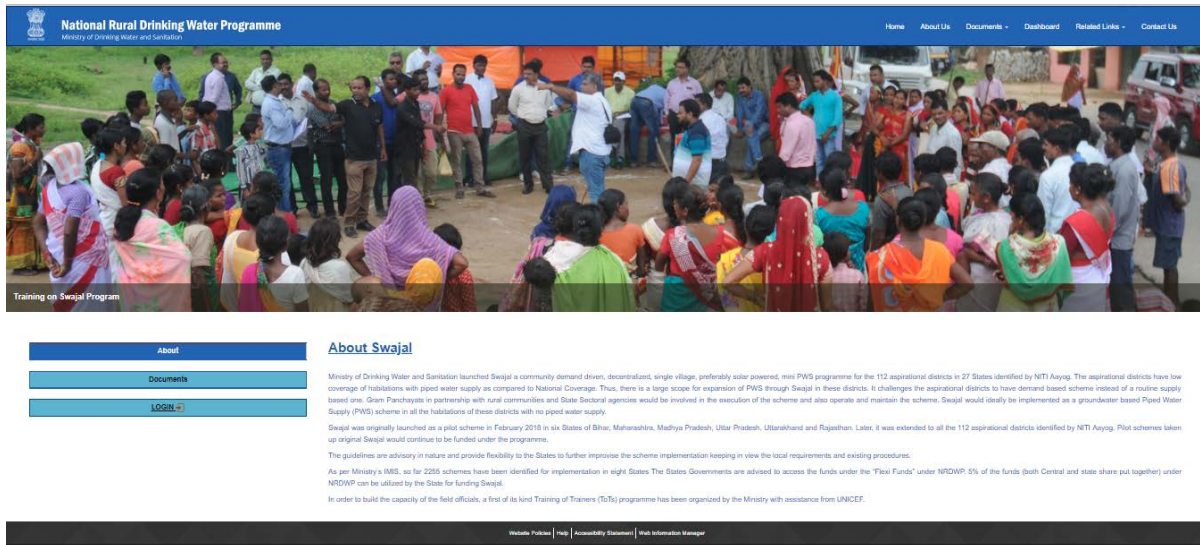 National Rural Drinking Water Programme
Ministry of Drinking Water and Sanitation
Home About Us Documents Dashboard Related Links Contact Us
Training on Swajal Program
About
Documents
LOGIN
About Swajal
Ministry of Drinking Water and Sanitation launched Swajal a community demand driven, decentralized, single village, preferably solar powered, mini PWS programme for the 112 aspirational districts in 27 States identified by NITI Aayog. The aspirational districts have low
coverage of habitations with piped water supply as compared to National Coverage. Thus, there is a large scope for expansion of PWS through Swajal in these districts. It challenges the aspirational districts to have demand based scheme instead of a routine supply
based one. Gram Panchayats in partnership with rural communities and State Sectoral agencies would be involved in the execution of the scheme and also operate and maintain the scheme. Swajal would ideally be implemented as a groundwater based Piped Water
Supply (PWS) scheme in all the habitations of these districts with no piped water supply.
Swajal was originally launched as a pilot scheme in February 2018 in six States of Bihar, Maharashtra, Madhya Pradesh, Uttar Pradesh, Uttarakhand and Rajasthan. Later, it was extended to all the 112 aspirational districts identified by NITI Aayog. Pilot schemes taken
up original Swajal would continue to be funded under the programme.
The guidelines are advisory in nature and provide flexibility to the States to further improvise the scheme implementation keeping in view the local requirements and existing procedures.
As per Ministry's IMIS, so far 2255 schemes have been identified for implementation in eight States The States Governments are advised to access the funds under the "Flexi Funds" under NRDWP. 5% of the funds (both Central and state share put together) under
NRDWP can be utilized by the State for funding Swajal.
In order to build the capacity of the field officials, a first of its kind Training of Trainers (ToTs) programme has been organized by the Ministry with assistance from UNICEF.
Website Policies | Help | Accessibility Statement | Web Information Manager